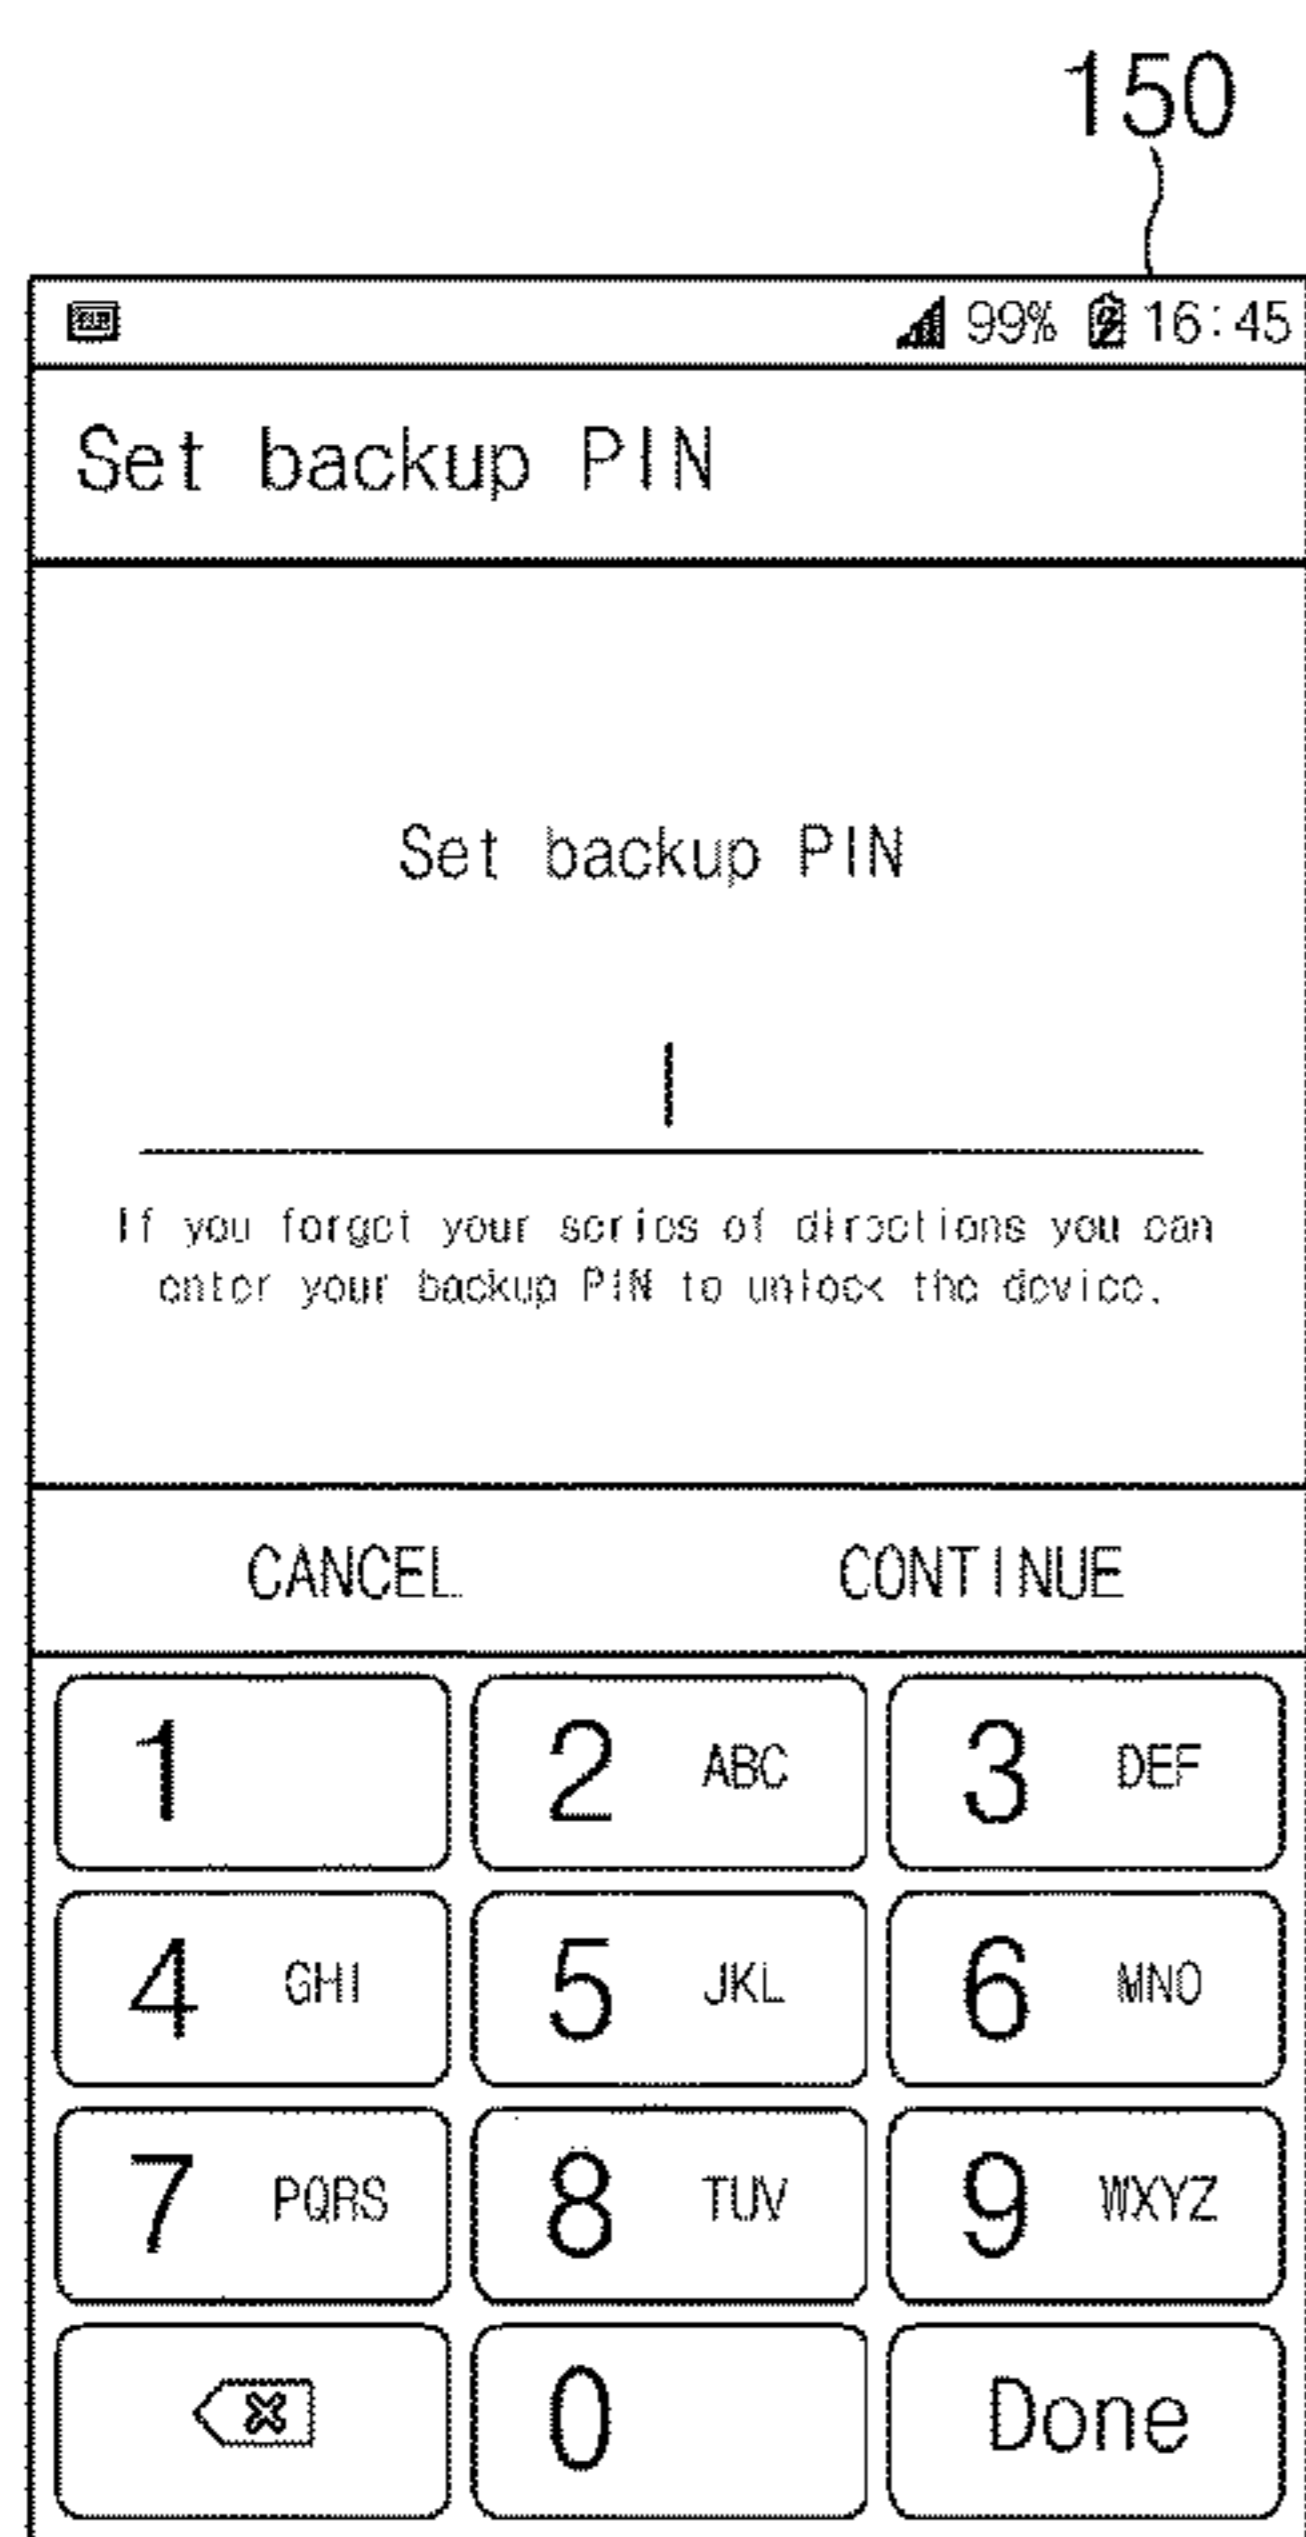 150
99% 16:45
Set backup PIN
Set backup PIN
If you forget your series of directions you can
enter your backup PIN to unlock the device.
CANCEL CONTINUE
1 2 ABC 3 DEF
4 GHI 5 JKL 6 MNO
7 PQRS 8 TUV 9 WXYZ
0 Done